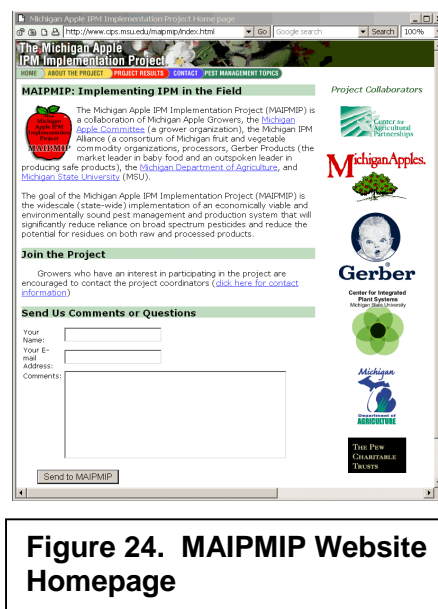 Michigan Apple IPM Implementation Project Home page
http://www.cips.msu.edu/maipmip/index.html Go Google search Search 100%
The Michigan Apple
IPM Implementation Project
HOME ABOUT THE PROJECT PROJECT RESULTS CONTACT PEST MANAGEMENT TOPICS
MAIPMIP: Implementing IPM in the Field
Michigan
Apple IPM
Implementation
Project
MAIPMIP
The Michigan Apple IPM Implementation Project (MAIPMIP) is
a collaboration of Michigan Apple Growers, the Michigan
Apple Committee (a grower organization), the Michigan IPM
Alliance (a consortium of Michigan fruit and vegetable
commodity organizations, processors, Gerber Products (the
market leader in baby food and an outspoken leader in
producing safe products), the Michigan Department of Agriculture, and
Michigan State University (MSU).
The goal of the Michigan Apple IPM Implementation Project (MAIPMIP) is
the widescale (state-wide) implementation of an economically viable and
environmentally sound pest management and production system that will
significantly reduce reliance on broad spectrum pesticides and reduce the
potential for residues on both raw and processed products.
Join the Project
Growers who have an interest in participating in the project are
encouraged to contact the project coordinators (click here for contact
information)
Send Us Comments or Questions
Your
Name:
Your E-
mail
Address:
Comments:
Send to MAIPMIP
Project Collaborators
Center for
Agricultural
Partnerships
Michigan Apples.
Gerber
Center for Integrated
Plant Systems
Michigan State University
Michigan
Department of
AGRICULTURE
THE PEW
CHARITABLE
TRUSTS
Figure 24. MAIPMIP Website
Homepage